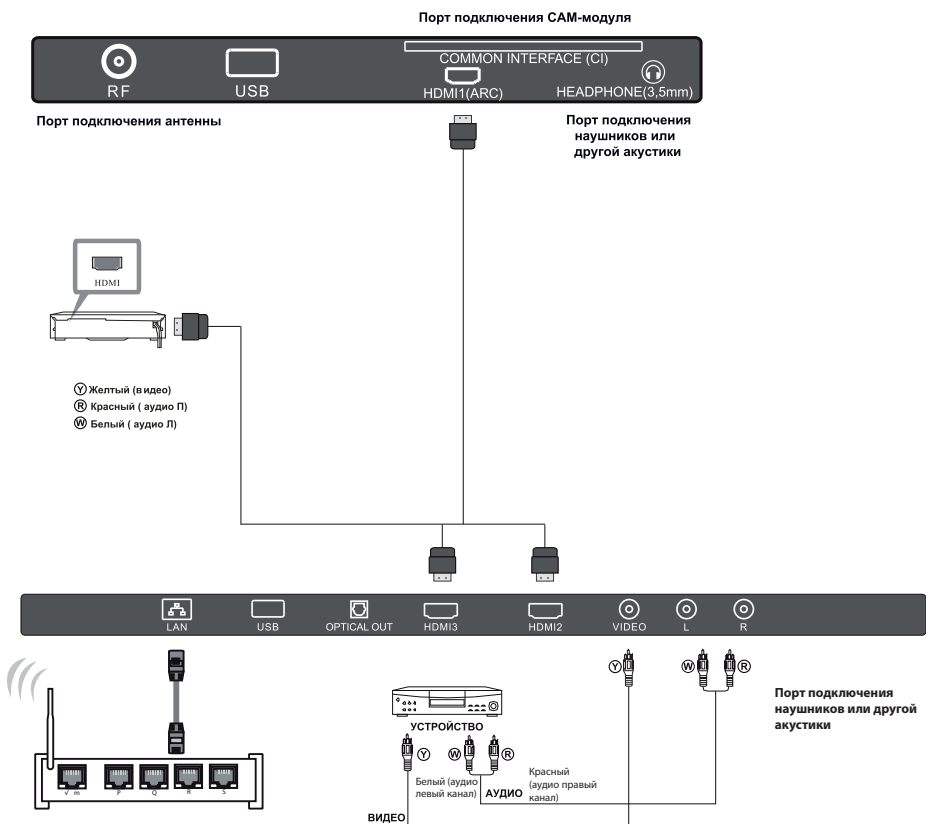 Порт подключения CAM-модуля
COMMON INTERFACE (CI)
RF
USB
HDMI1(ARC)
HEADPHONE(3,5mm)
Порт подключения антенны
Порт подключения
наушников или
другой акустики
HDMI
Y Желтый (видео)
R Красный ( аудио П)
W Белый ( аудио Л)
LAN
USB
OPTICAL OUT
HDMI3
HDMI2
VIDEO
L
R
Y
W
R
Порт подключения
наушников или другой
акустики
УСТРОЙСТВО
Y
W
R
Белый (аудио
левый канал)
АУДИО
Красный
(аудио правый
канал)
ВИДЕО
√ m
P
Q
R
S